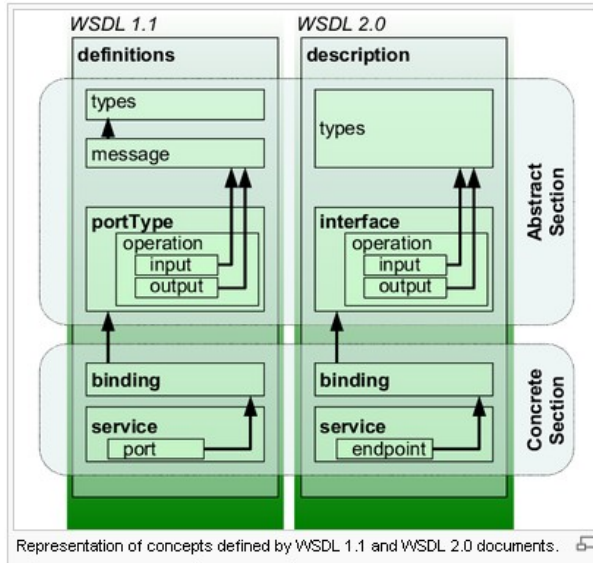 WSDL 1.1
definitions
types
message
portType
operation
input
output
binding
service
port
WSDL 2.0
description
types
interface
operation
input
output
binding
service
endpoint
Abstract
Section
Concrete
Section
Representation of concepts defined by WSDL 1.1 and WSDL 2.0 documents.